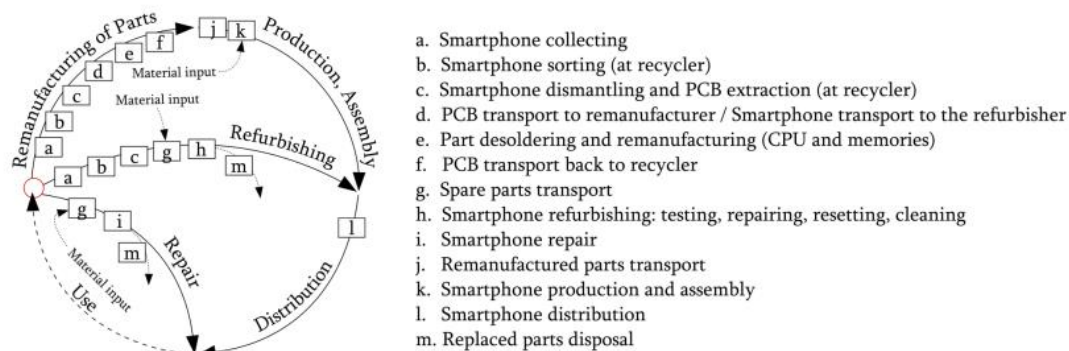 Remanufacturing of Parts
a
b
c
d
e
f
j
k
Production, Assembly
Material input
Material input
a
b
c
g
h
Refurbishing
m
g
i
m
Repair
Material input
Use
l
Distribution
a. Smartphone collecting
b. Smartphone sorting (at recycler)
c. Smartphone dismantling and PCB extraction (at recycler)
d. PCB transport to remanufacturer / Smartphone transport to the refurbisher
e. Part desoldering and remanufacturing (CPU and memories)
f. PCB transport back to recycler
g. Spare parts transport
h. Smartphone refurbishing: testing, repairing, resetting, cleaning
i. Smartphone repair
j. Remanufactured parts transport
k. Smartphone production and assembly
l. Smartphone distribution
m. Replaced parts disposal